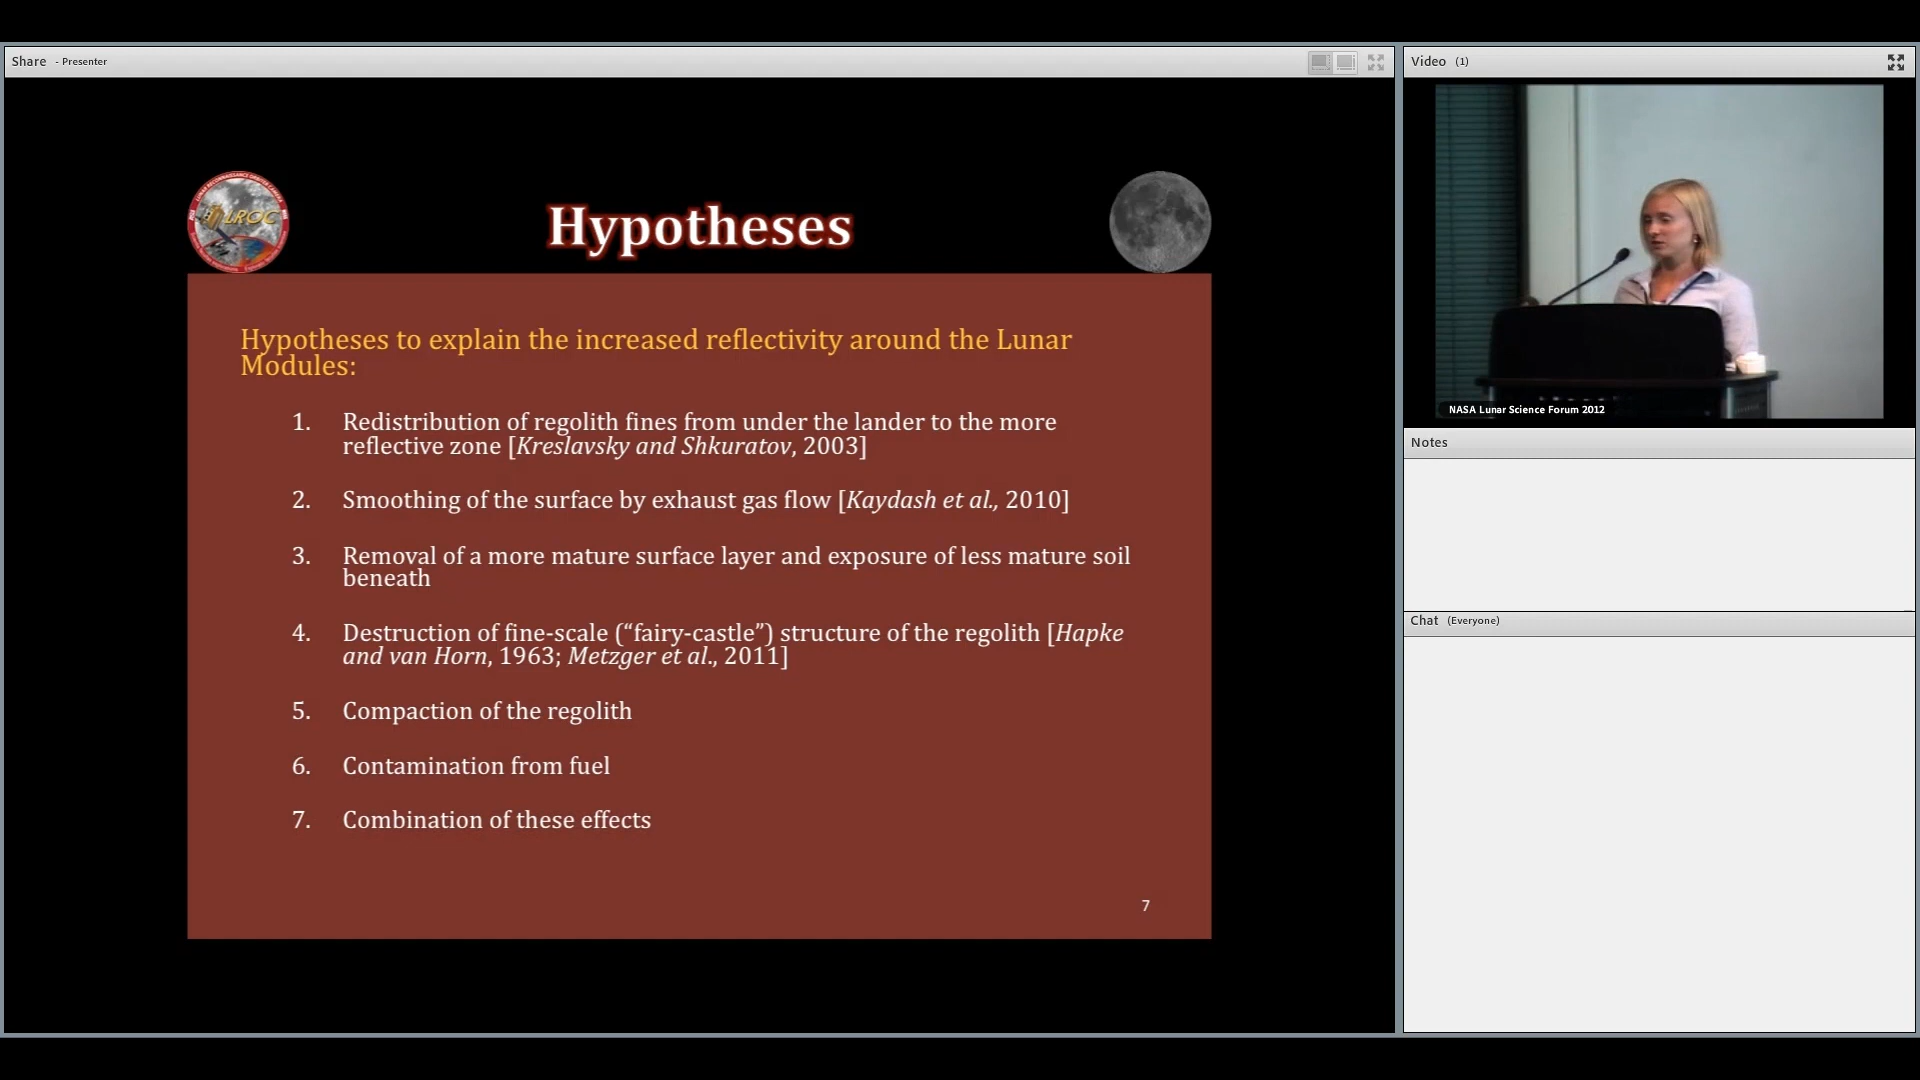 Share - Presenter
LROC
Hypotheses
Hypotheses to explain the increased reflectivity around the Lunar
Modules:
1. Redistribution of regolith fines from under the lander to the more
reflective zone [Kreslavsky and Shkuratov, 2003]
2. Smoothing of the surface by exhaust gas flow [Kaydash et al., 2010]
3. Removal of a more mature surface layer and exposure of less mature soil
beneath
4. Destruction of fine-scale (“fairy-castle”) structure of the regolith [Hapke
and van Horn, 1963; Metzger et al., 2011]
5. Compaction of the regolith
6. Contamination from fuel
7. Combination of these effects
7
Video (1)
NASA Lunar Science Forum 2012
Notes
Chat (Everyone)